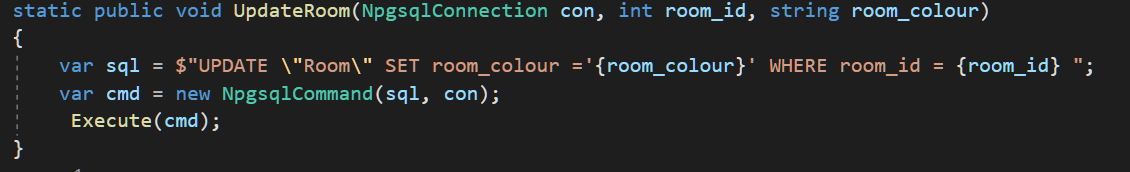 static public void UpdateRoom(NpgsqlConnection con, int room_id, string room_colour)
{
var sql = $"UPDATE \"Room\" SET room_colour ='{room_colour}' WHERE room_id = {room_id} ";
var cmd = new NpgsqlCommand(sql, con);
Execute(cmd);
}